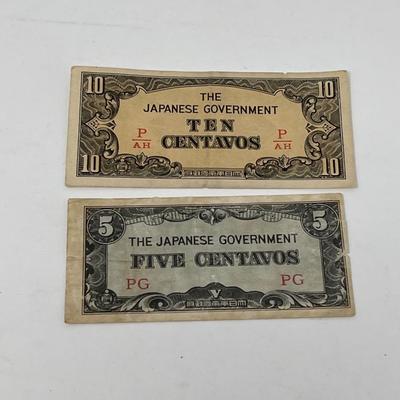 10 10
THE
JAPANESE GOVERNMENT
P TEN P
AH CENTAVOS AH
10 10
5 5
THE JAPANESE GOVERNMENT
FIVE CENTAVOS
PG PG
V